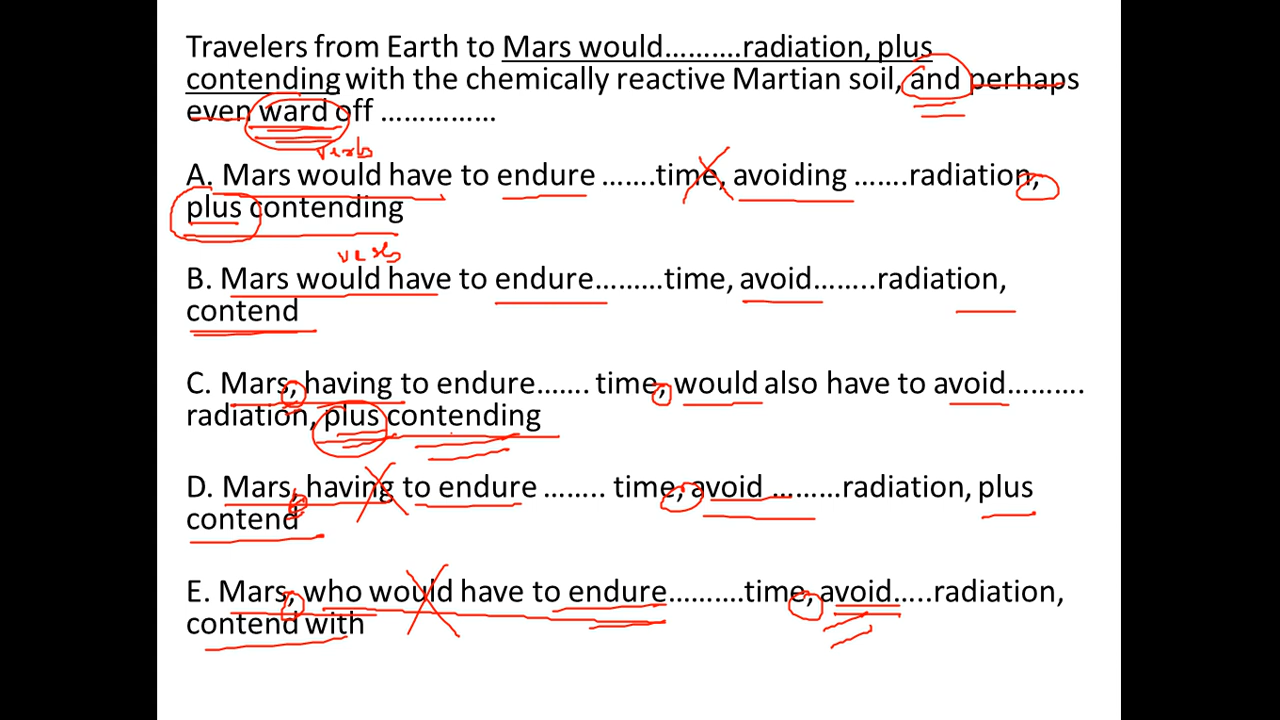 Travelers from Earth to Mars would……….radiation, plus
contending with the chemically reactive Martian soil, and perhaps
even ward off ……………
verbs
A. Mars would have to endure …….time, avoiding …….radiation,
plus contending
verbs
B. Mars would have to endure………time, avoid……..radiation,
contend
C. Mars, having to endure……. time, would also have to avoid……….
radiation, plus contending
D. Mars, having to endure …….. time, avoid ………radiation, plus
contend
E. Mars, who would have to endure……….time, avoid…..radiation,
contend with